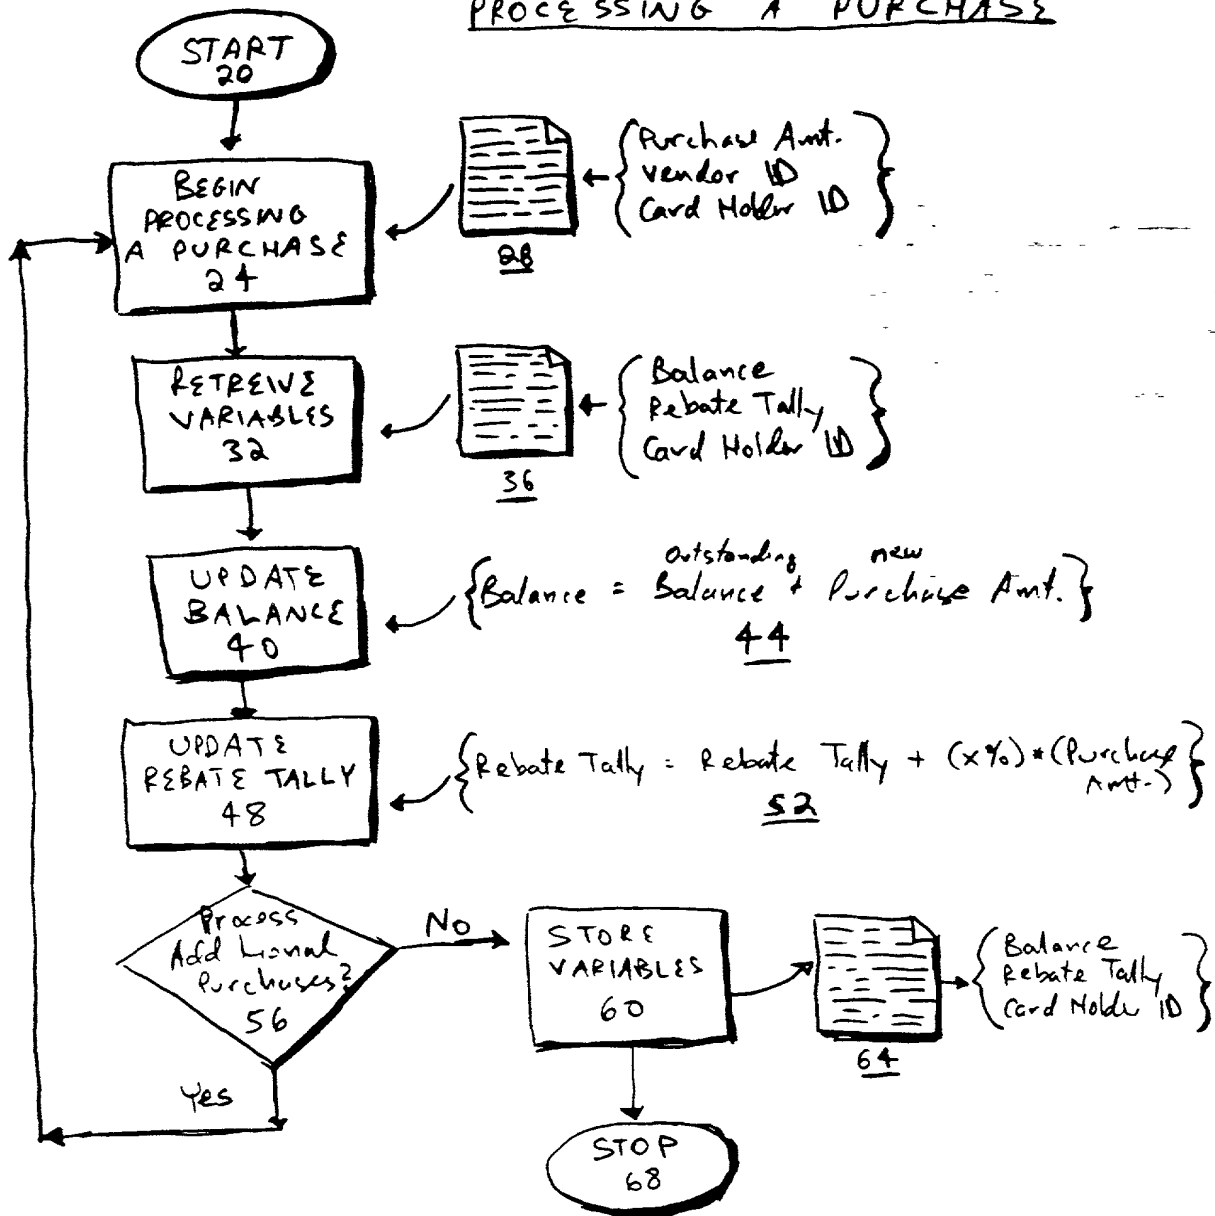 PROCESSING A PURCHASE
START
20
BEGIN
PROCESSING
A PURCHASE
24
28
Purchase Amt.
Vendor ID
Card Holder ID
RETREIVE
VARIABLES
32
36
Balance
Rebate Tally
Card Holder ID
UPDATE
BALANCE
40
outstanding new
Balance = Balance + Purchase Amt.
44
UPDATE
REBATE TALLY
48
Rebate Tally = Rebate Tally + (x%)*(Purchase
Amt.)
52
Process
Additional
Purchases?
56
No
Yes
STORE
VARIABLES
60
64
Balance
Rebate Tally
Card Holder ID
STOP
68